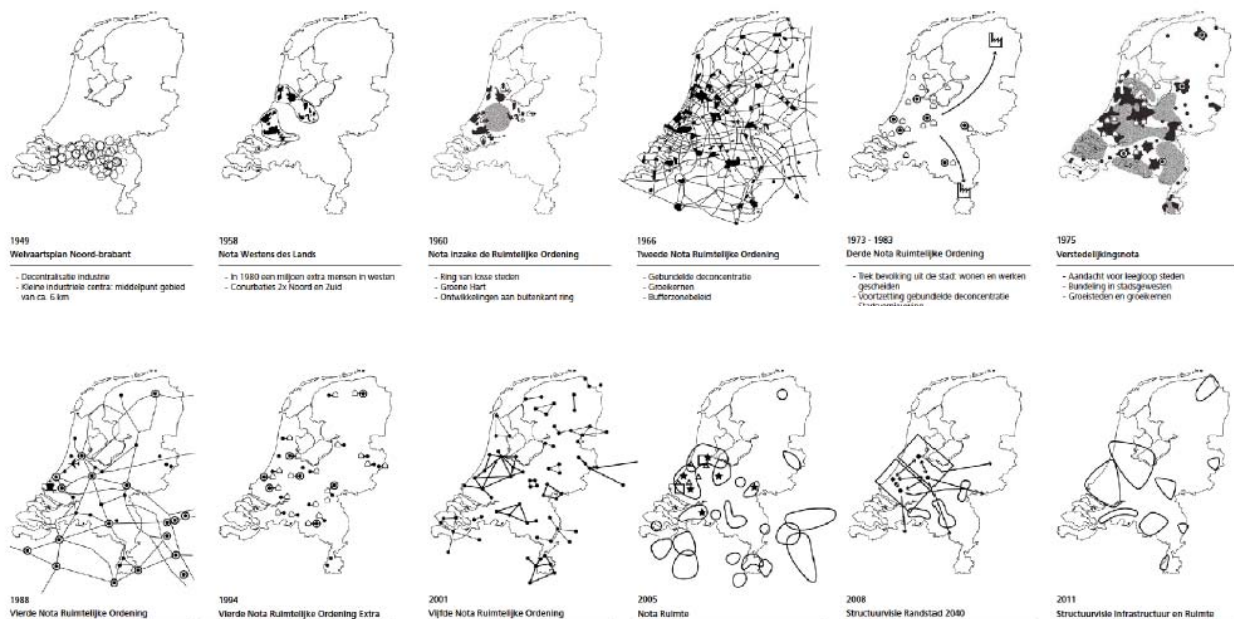 1949
Welvaartsplan Noord-brabant
- Decentralisatie industrie
- Kleine industriele centra: middelpunt gebied
van ca. 6 km
1958
Nota Westens des Lands
- In 1980 een miljoen extra mensen in westen
- Conurbaties 2x Noord en Zuid
1960
Nota inzake de Ruimtelijke Ordening
- Ring van losse steden
- Groene Hart
- Ontwikkelingen aan buitenkant ring
1966
Tweede Nota Ruimtelijke Ordening
- Gebundelde deconcentratie
- Groeikernen
- Bufferzonebeleid
1973 - 1983
Derde Nota Ruimtelijke Ordening
- Trek bevolking uit de stad: wonen en werken
gescheiden
- Voortzetting gebundelde deconcentratie
1975
Verstedelijkingsnota
- Aandacht voor leegloop steden
- Bundeling in stadsgewesten
- Groeisteden en groeikernen
1988
Vierde Nota Ruimtelijke Ordening
1994
Vierde Nota Ruimtelijke Ordening Extra
2001
Vijfde Nota Ruimtelijke Ordening
2005
Nota Ruimte
2008
Structuurvisie Randstad 2040
2011
Structuurvisie Infrastructuur en Ruimte